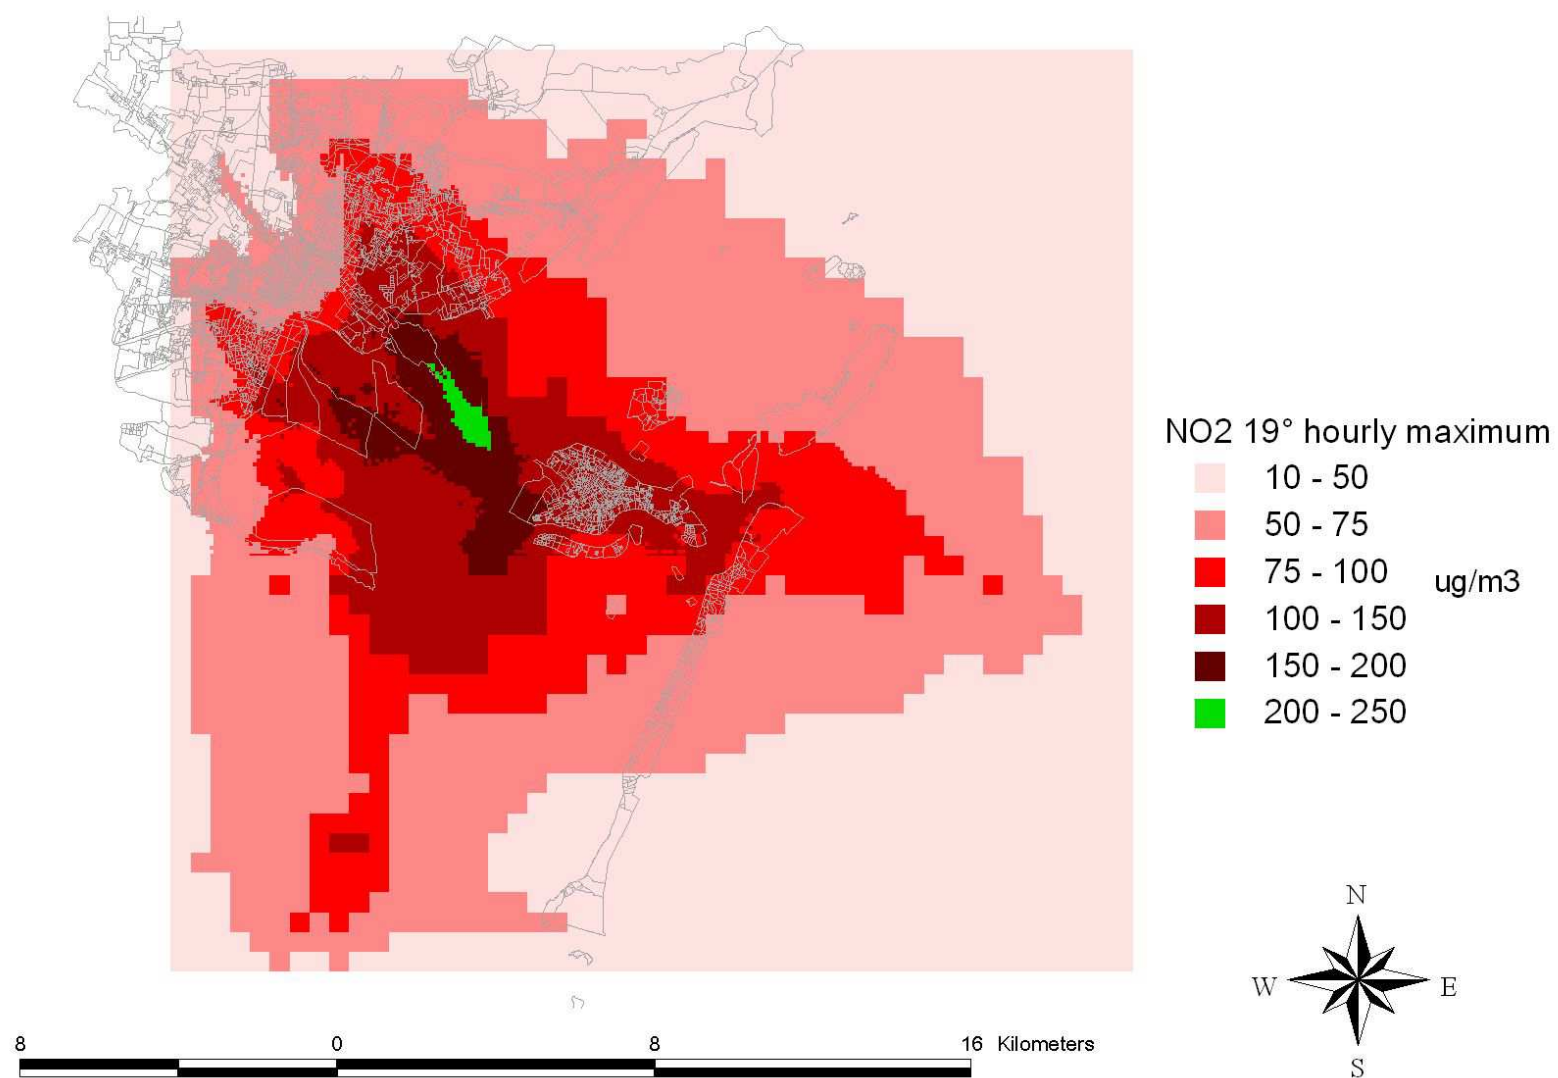 NO2 19° hourly maximum
10 - 50
50 - 75
75 - 100
ug/m3
100 - 150
150 - 200
200 - 250
N
W
E
S
8 0 8 16 Kilometers